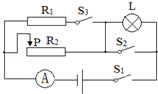 R₁ S₃ L
P R₂ S₂
A S₁